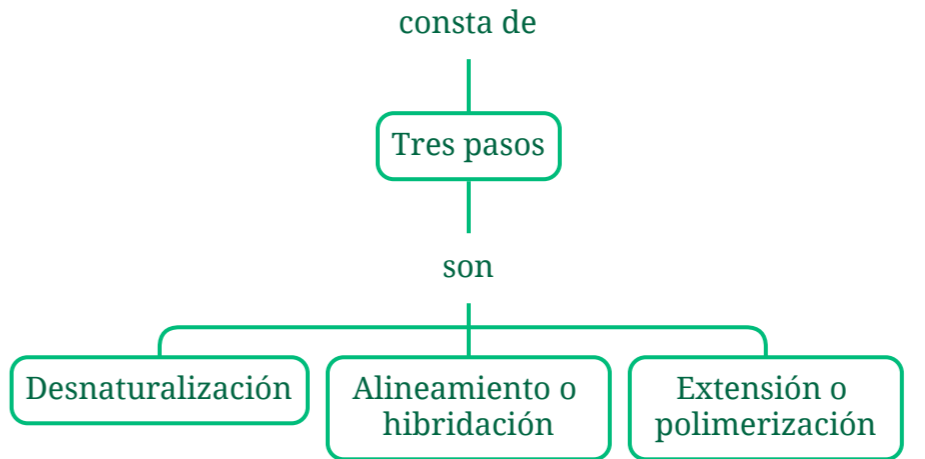 consta de
Tres pasos
son
Desnaturalización
Alineamiento o
hibridación
Extensión o
polimerización